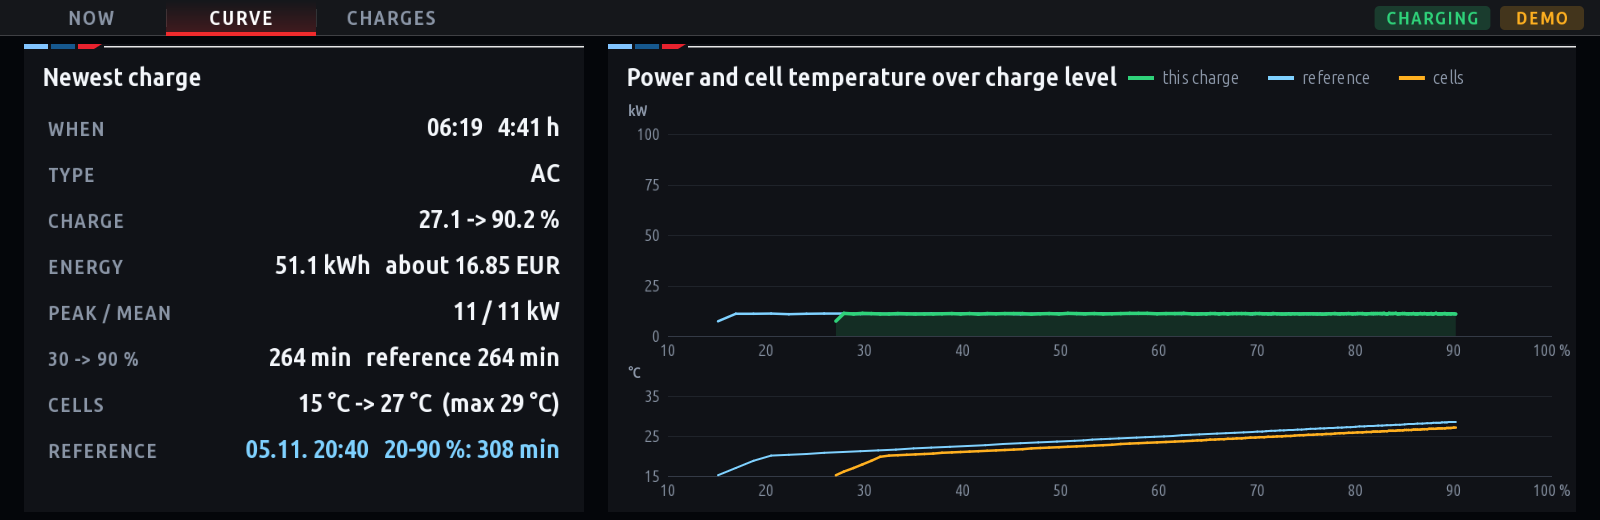 NOW CURVE CHARGES CHARGING DEMO
Newest charge
WHEN 06:19 4:41 h
TYPE AC
CHARGE 27.1 -> 90.2 %
ENERGY 51.1 kWh about 16.85 EUR
PEAK / MEAN 11 / 11 kW
30 -> 90 % 264 min reference 264 min
CELLS 15 °C -> 27 °C (max 29 °C)
REFERENCE 05.11. 20:40 20-90 %: 308 min
Power and cell temperature over charge level this charge reference cells
kW
100
75
50
25
0
10 20 30 40 50 60 70 80 90 100 %
°C
35
25
15
10 20 30 40 50 60 70 80 90 100 %